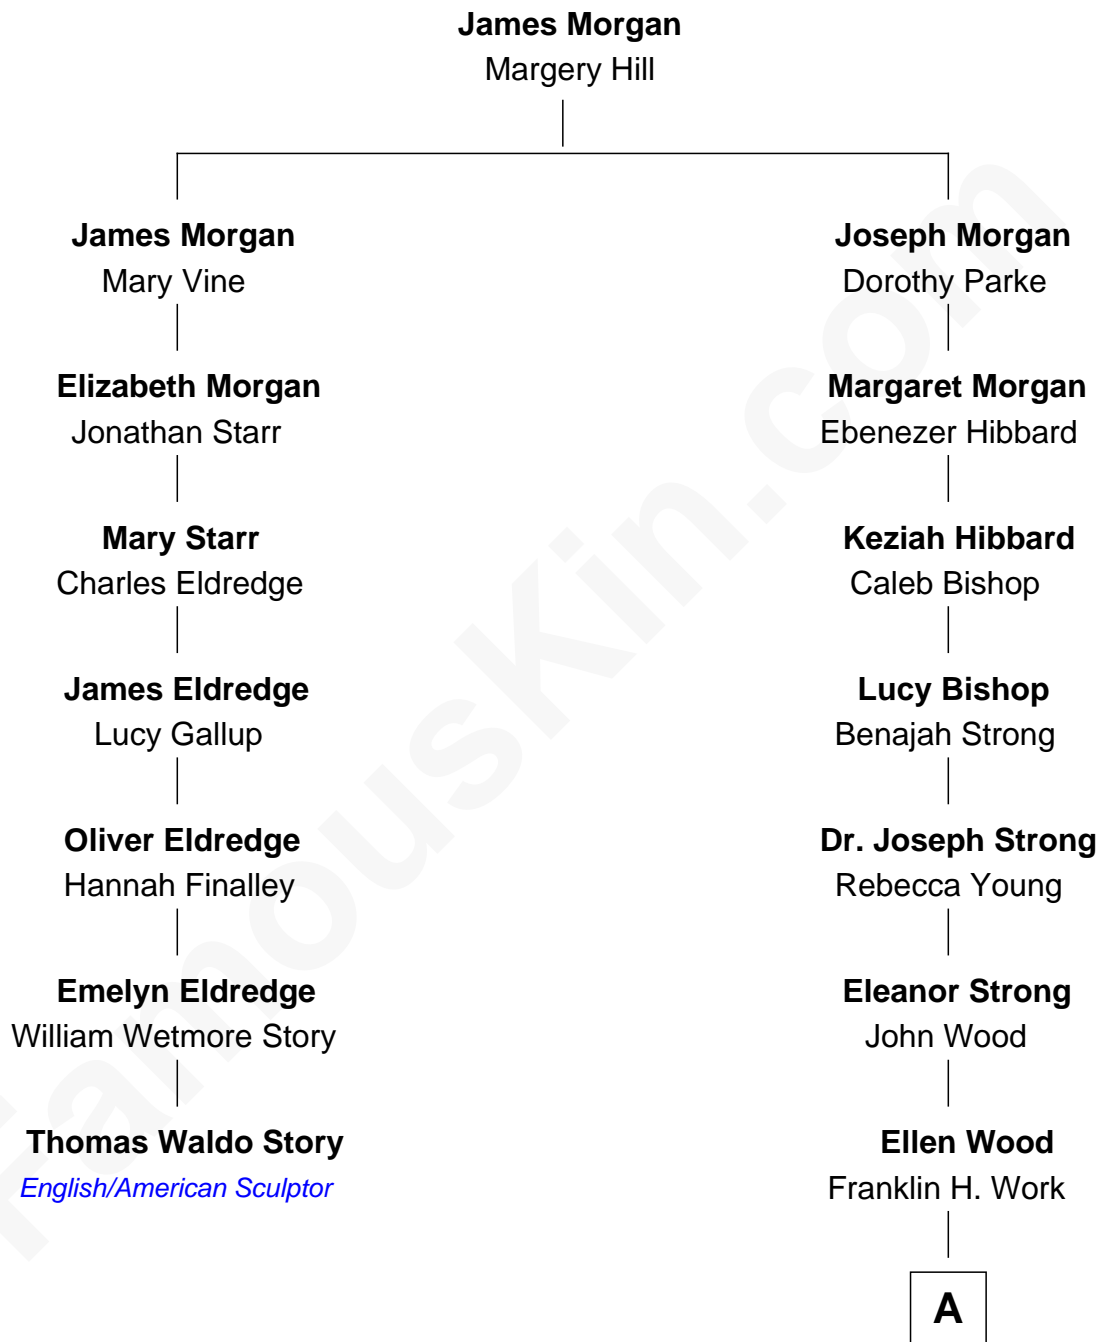 James Morgan
Margery Hill
James Morgan
Mary Vine
Joseph Morgan
Dorothy Parke
Elizabeth Morgan
Jonathan Starr
Margaret Morgan
Ebenezer Hibbard
Mary Starr
Charles Eldredge
Keziah Hibbard
Caleb Bishop
James Eldredge
Lucy Gallup
Lucy Bishop
Benajah Strong
Oliver Eldredge
Hannah Finalley
Dr. Joseph Strong
Rebecca Young
Emelyn Eldredge
William Wetmore Story
Eleanor Strong
John Wood
Thomas Waldo Story
English/American Sculptor
Ellen Wood
Franklin H. Work
A
FamousKin.com